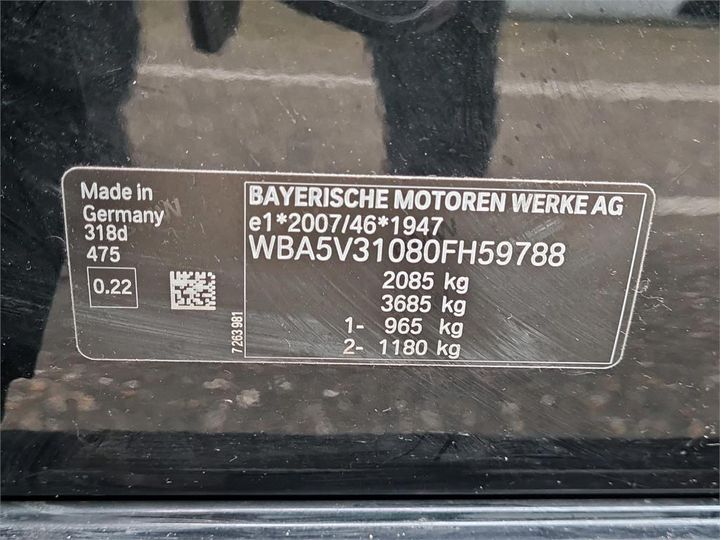 Made in
Germany
318d
475
0.22
7 263 981
BAYERISCHE MOTOREN WERKE AG
e1*2007/46*1947
WBA5V31080FH59788
2085 kg
3685 kg
1- 965 kg
2- 1180 kg